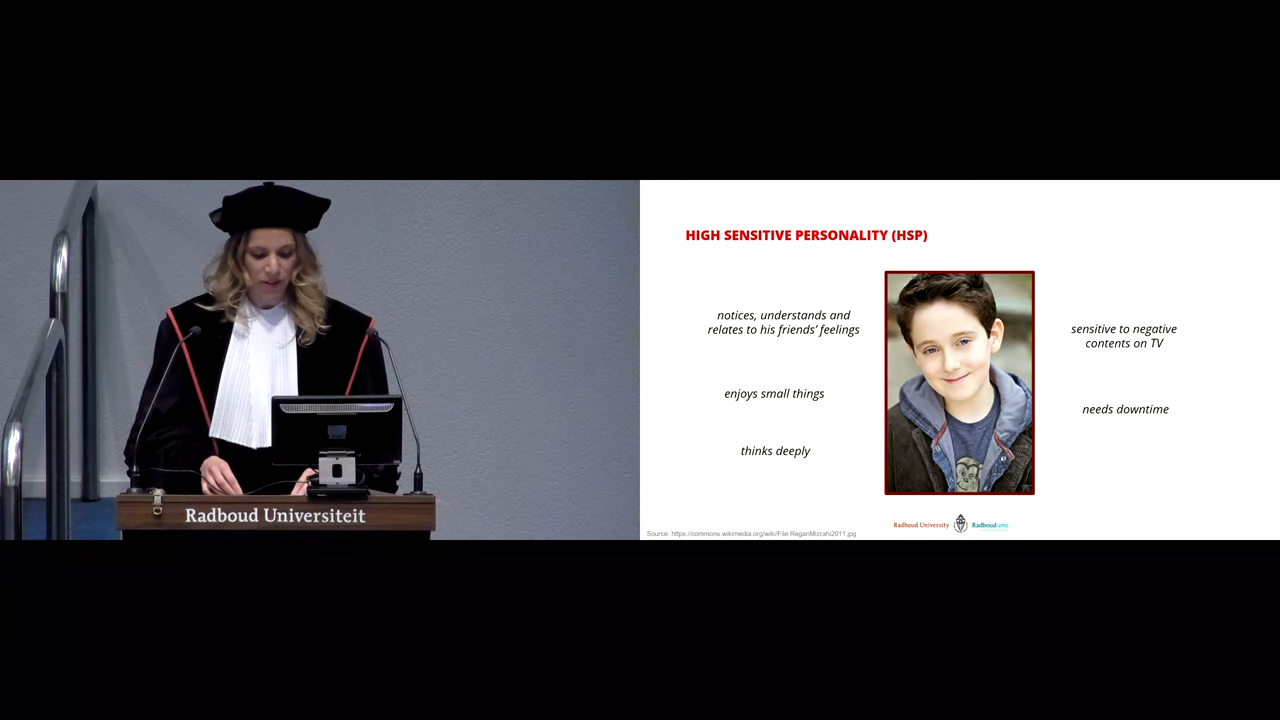 HIGH SENSITIVE PERSONALITY (HSP)
notices, understands and
relates to his friends' feelings
enjoys small things
thinks deeply
sensitive to negative
contents on TV
needs downtime
Radboud Universiteit
Radboud University
Radboudumc
Source: https://commons.wikimedia.org/wiki/File:ReganMizrahi2011.jpg